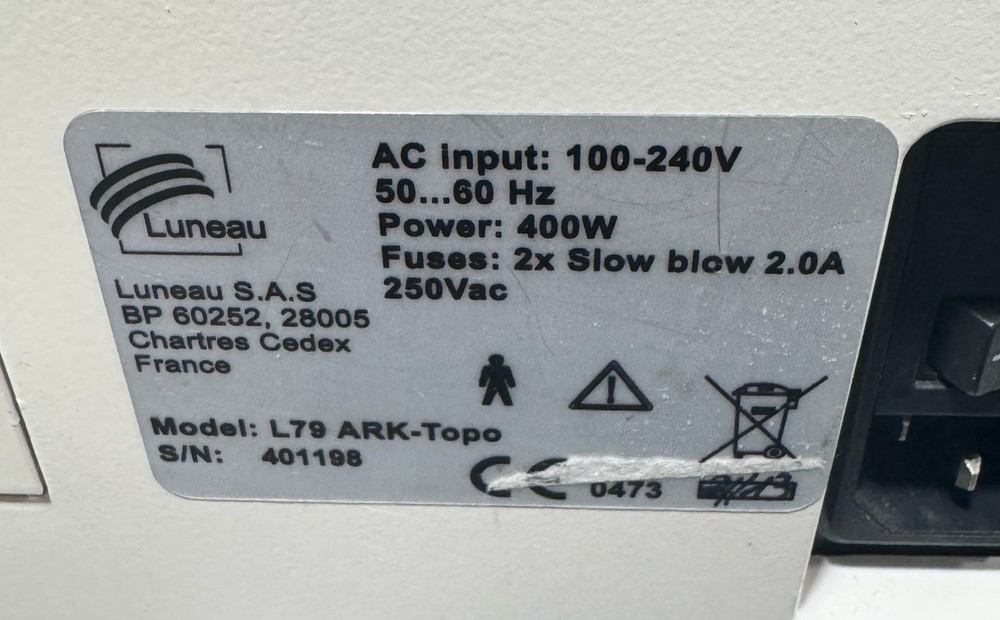 Luneau
AC input: 100-240V
50...60 Hz
Power: 400W
Fuses: 2x Slow blow 2.0A
250Vac
Luneau S.A.S
BP 60252, 28005
Chartres Cedex
France
Model: L79 ARK-Topo
S/N: 401198
CE 0473